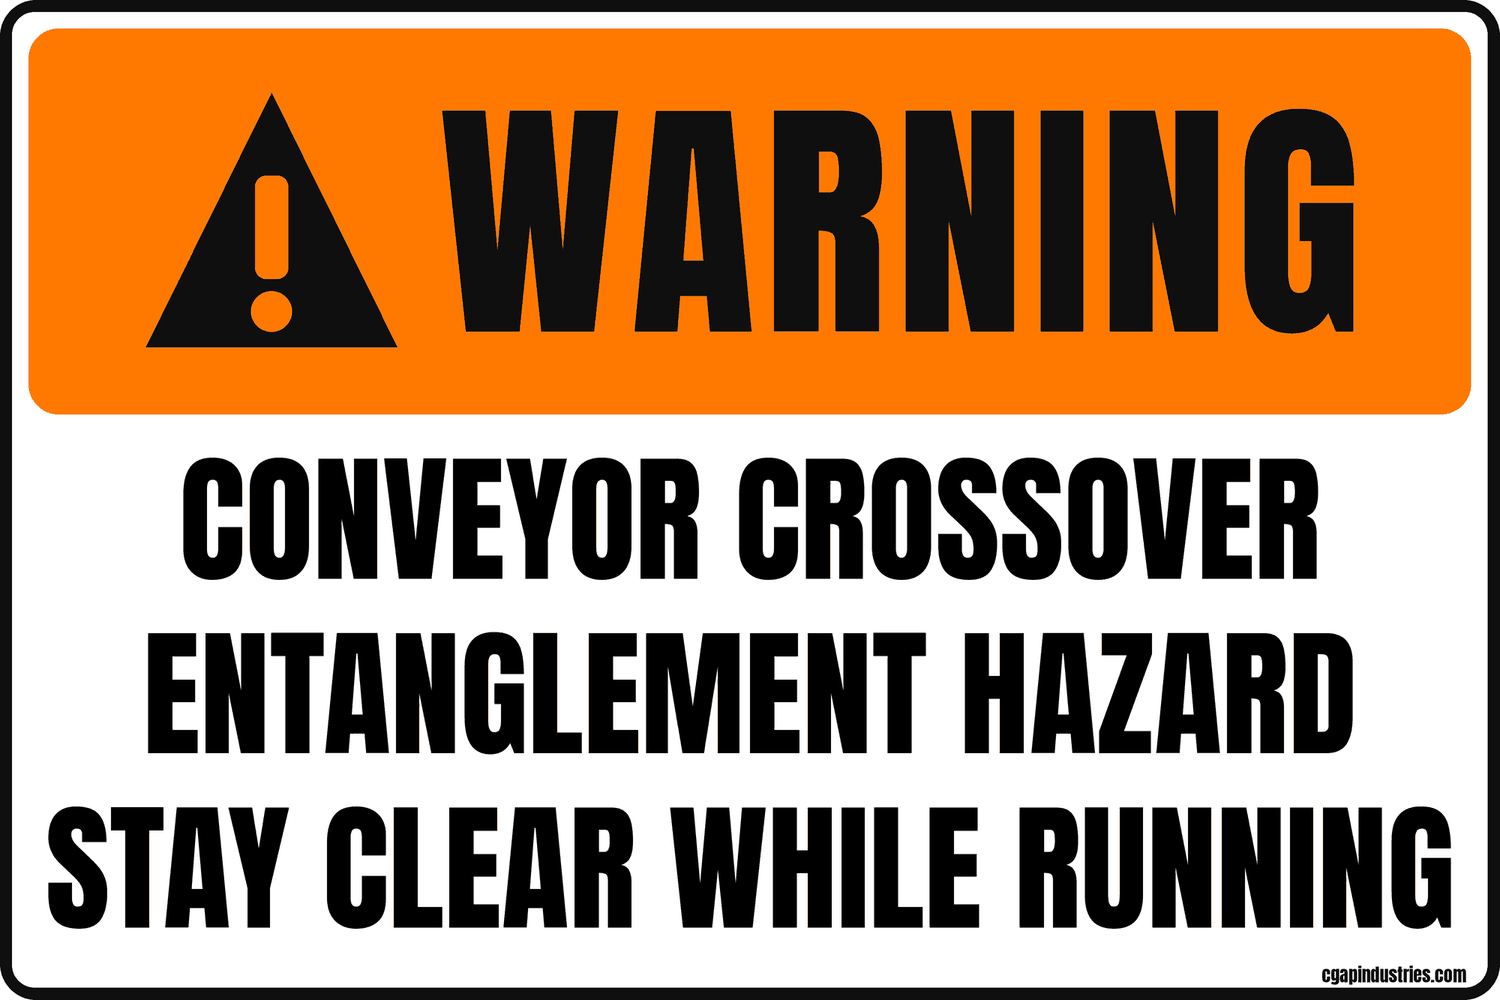 WARNING
CONVEYOR CROSSOVER
ENTANGLEMENT HAZARD
STAY CLEAR WHILE RUNNING
cgapindustries.com